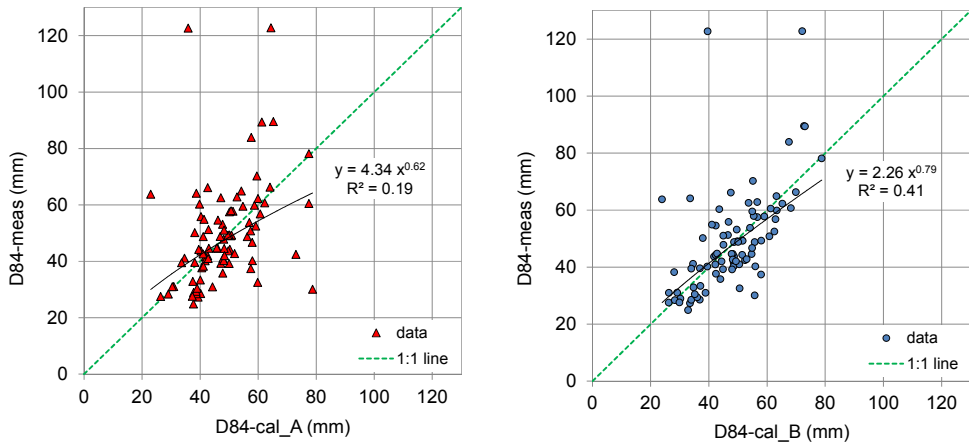 120
100
80
60
40
20
0
D84-meas (mm)
y = 4.34 x^0.62
R² = 0.19
data
1:1 line
0 20 40 60 80 100 120
D84-cal_A (mm)
120
100
80
60
40
20
0
D84-meas (mm)
y = 2.26 x^0.79
R² = 0.41
data
1:1 line
0 20 40 60 80 100 120
D84-cal_B (mm)